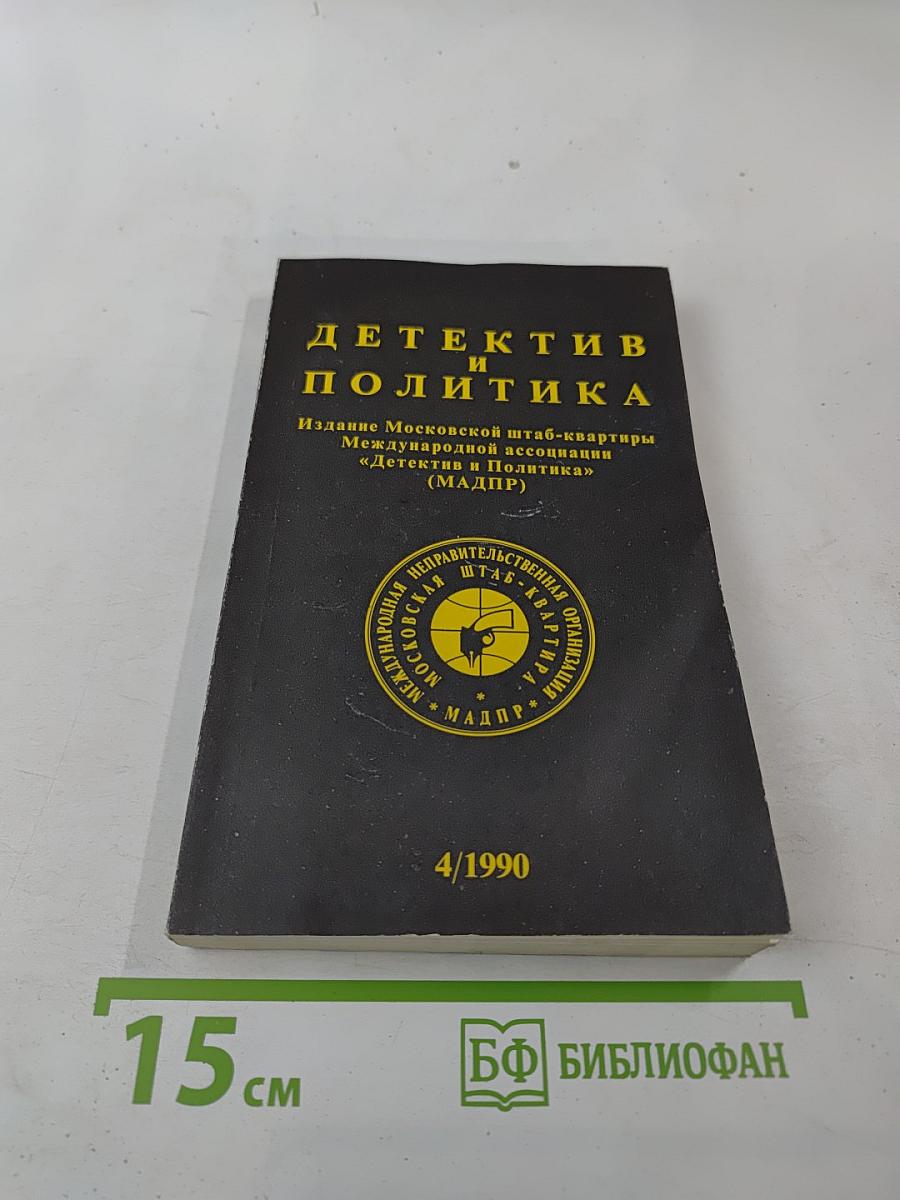 ДЕТЕКТИВ
И
ПОЛИТИКА
Издание Московской штаб-квартиры
Международной ассоциации
«Детектив и Политика»
(МАДПР)
МЕЖДУНАРОДНАЯ НЕПРАВИТЕЛЬСТВЕННАЯ ОРГАНИЗАЦИЯ
МОСКОВСКАЯ ШТАБ-КВАРТИРА
* МАДПР *
4/1990
15 см
БФ БИБЛИОФАН